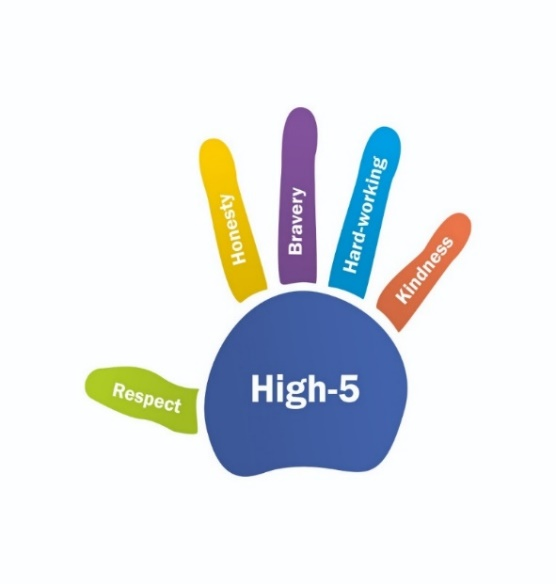 Respect
Honesty
Bravery
Hard-working
Kindness
High-5